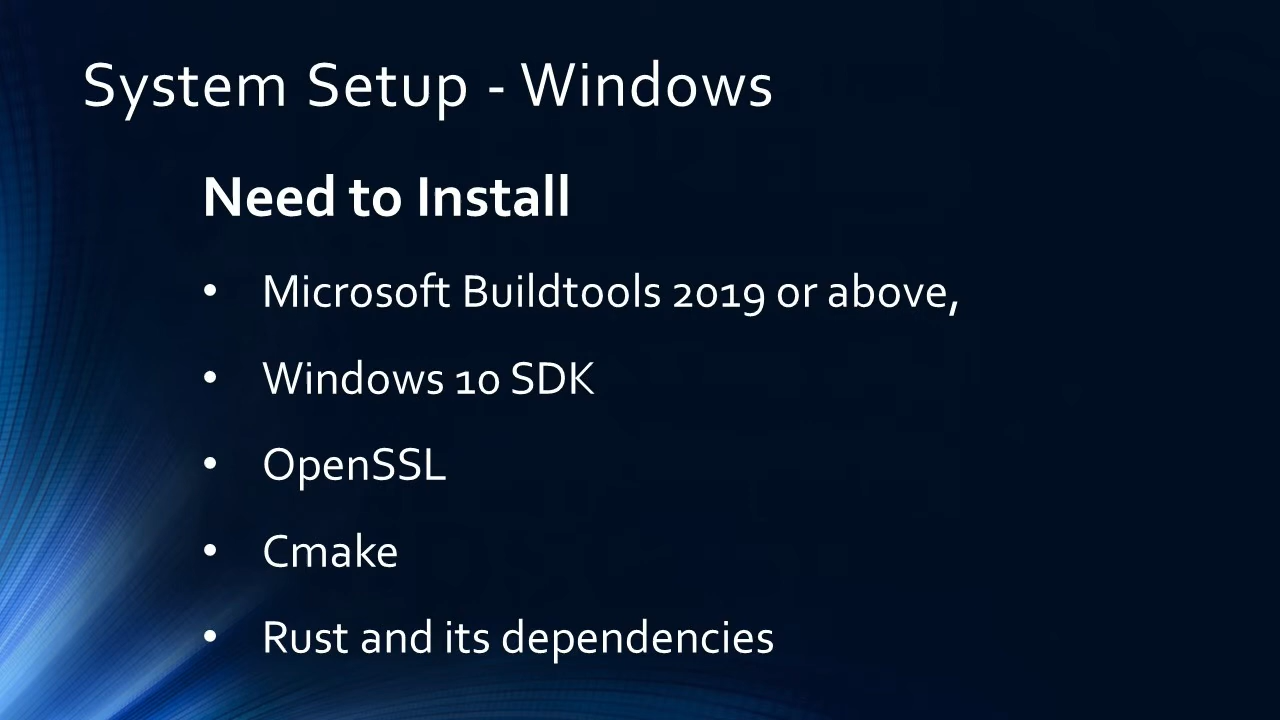 System Setup - Windows
Need to Install
• Microsoft Buildtools 2019 or above,
• Windows 10 SDK
• OpenSSL
• Cmake
• Rust and its dependencies